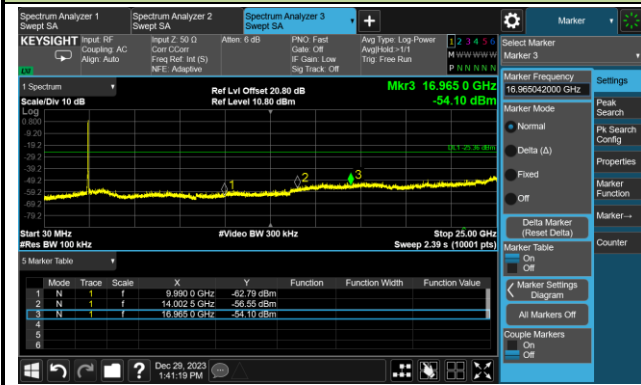 Spectrum Analyzer 1
Swept SA
Spectrum Analyzer 2
Swept SA
Spectrum Analyzer 3
Swept SA
Marker
KEYSIGHT
Input: RF
Coupling: AC
Align: Auto
Input Z: 50 Ω
Corr CCorr
Freq Ref: Int (S)
NFE: Adaptive
Atten: 6 dB
PNO: Fast
Gate: Off
IF Gain: Low
Sig Track: Off
Avg Type: Log-Power
Avg|Hold:>1/1
Trig: Free Run
1 2 3 4 5 6
M W W W W W
P N N N N N
Select Marker
Marker 3
1 Spectrum
Scale/Div 10 dB
Log
Ref Lvl Offset 20.80 dB
Ref Level 10.80 dBm
Mkr3 16.965 0 GHz
-54.10 dBm
0.800
-9.20
-19.2
-29.2
-39.2
-49.2
-59.2
-69.2
-79.2
DL1 -25.36 dBm
1
2
3
Start 30 MHz
#Res BW 100 kHz
#Video BW 300 kHz
Stop 25.00 GHz
Sweep 2.39 s (10001 pts)
5 Marker Table
Mode Trace Scale X Y Function Function Width Function Value
1 N 1 f 9.990 0 GHz -62.79 dBm
2 N 1 f 14.002 5 GHz -56.55 dBm
3 N 1 f 16.965 0 GHz -54.10 dBm
4
5
6
Dec 29, 2023
1:41:19 PM
Marker Frequency
16.965042000 GHz
Marker Mode
Normal
Delta (Δ)
Fixed
Off
Delta Marker
(Reset Delta)
Marker Table
On
Off
Marker Settings
Diagram
All Markers Off
Couple Markers
On
Off
Settings
Peak
Search
Pk Search
Config
Properties
Marker
Function
Marker→
Counter